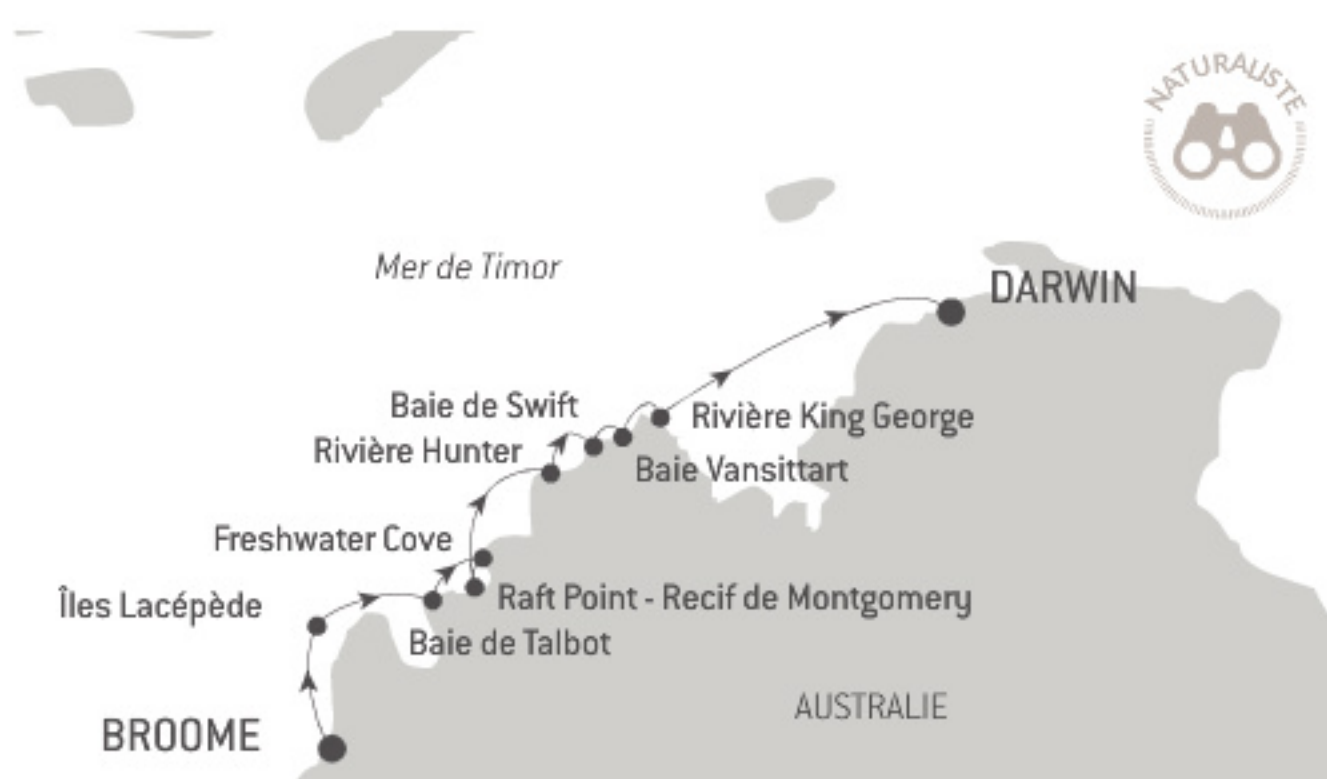 NATURALISTE
Mer de Timor
DARWIN
Baie de Swift
Rivière King George
Rivière Hunter
Baie Vansittart
Freshwater Cove
Raft Point - Recif de Montgomery
Îles Lacépède
Baie de Talbot
AUSTRALIE
BROOME